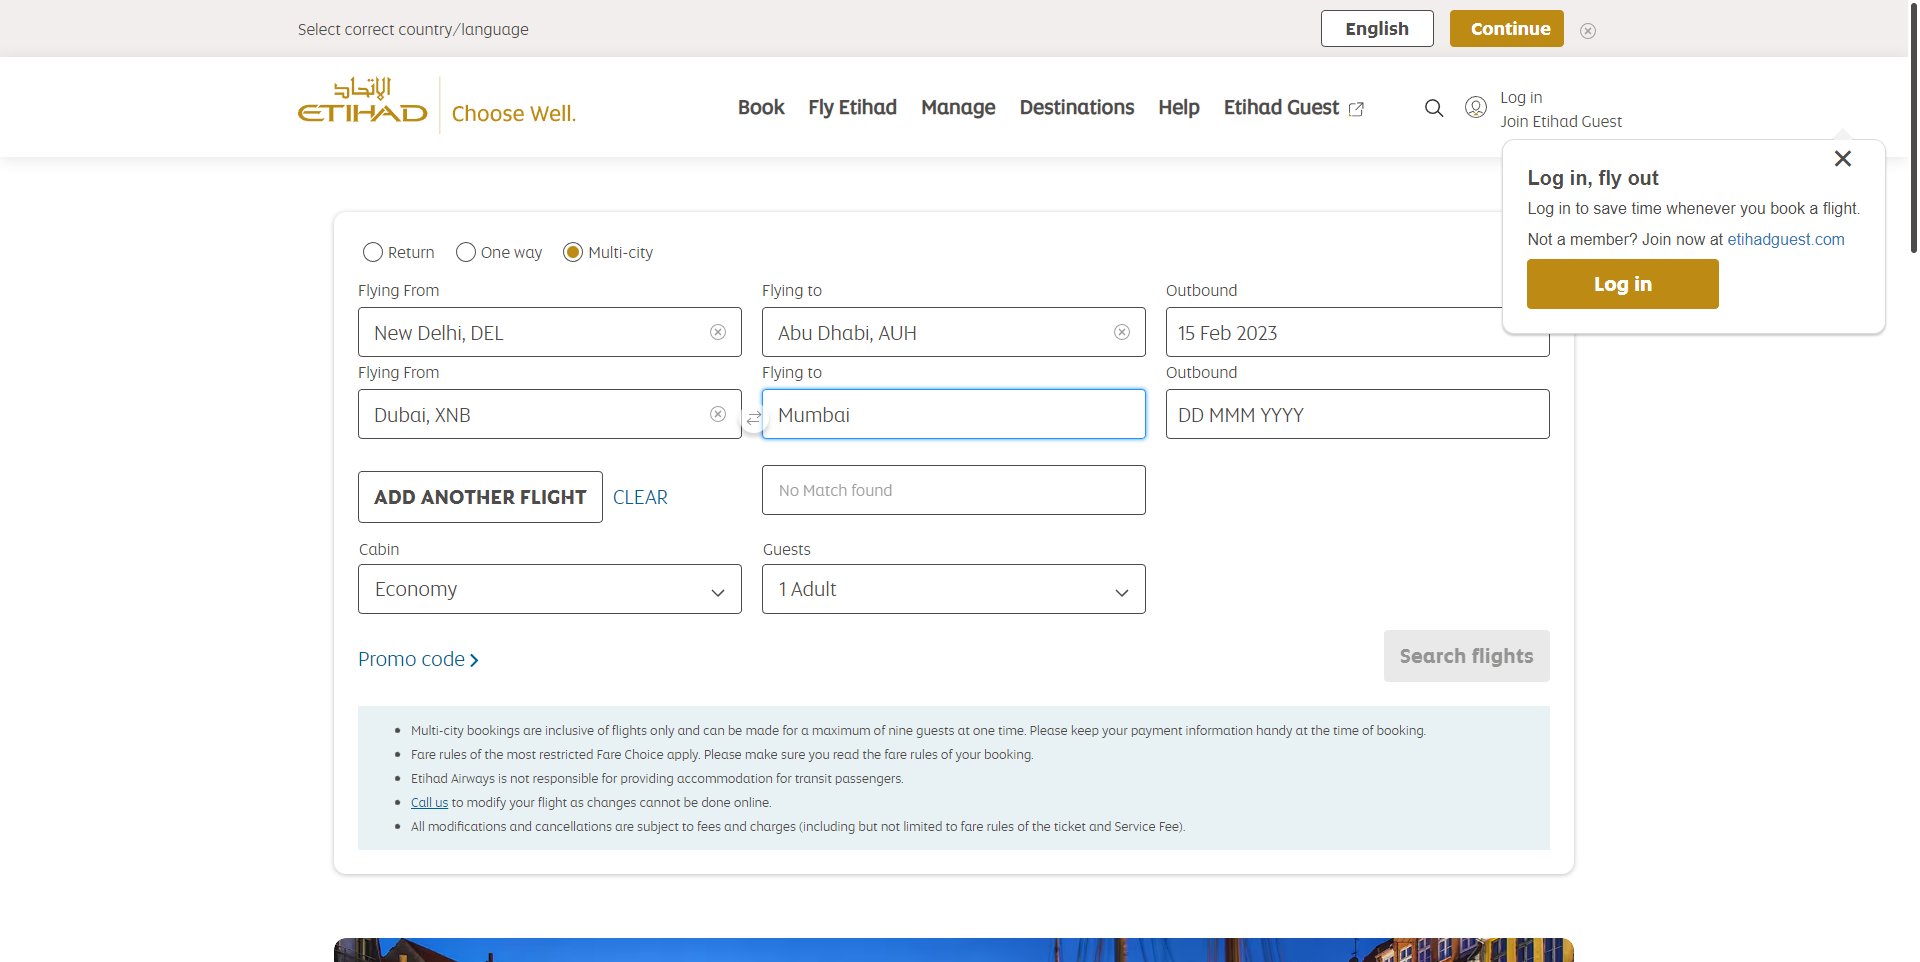 Select correct country/language
English
Continue
الإتحاد
ETIHAD
Choose Well.
Book
Fly Etihad
Manage
Destinations
Help
Etihad Guest
Log in
Join Etihad Guest
Log in, fly out
Log in to save time whenever you book a flight.
Not a member? Join now at etihadguest.com
Log in
Return
One way
Multi-city
Flying From
Flying to
Outbound
New Delhi, DEL
Abu Dhabi, AUH
15 Feb 2023
Flying From
Flying to
Outbound
Dubai, XNB
Mumbai
DD MMM YYYY
ADD ANOTHER FLIGHT
CLEAR
No Match found
Cabin
Guests
Economy
1 Adult
Promo code
Search flights
Multi-city bookings are inclusive of flights only and can be made for a maximum of nine guests at one time. Please keep your payment information handy at the time of booking.
Fare rules of the most restricted Fare Choice apply. Please make sure you read the fare rules of your booking.
Etihad Airways is not responsible for providing accommodation for transit passengers.
Call us to modify your flight as changes cannot be done online.
All modifications and cancellations are subject to fees and charges (including but not limited to fare rules of the ticket and Service Fee).